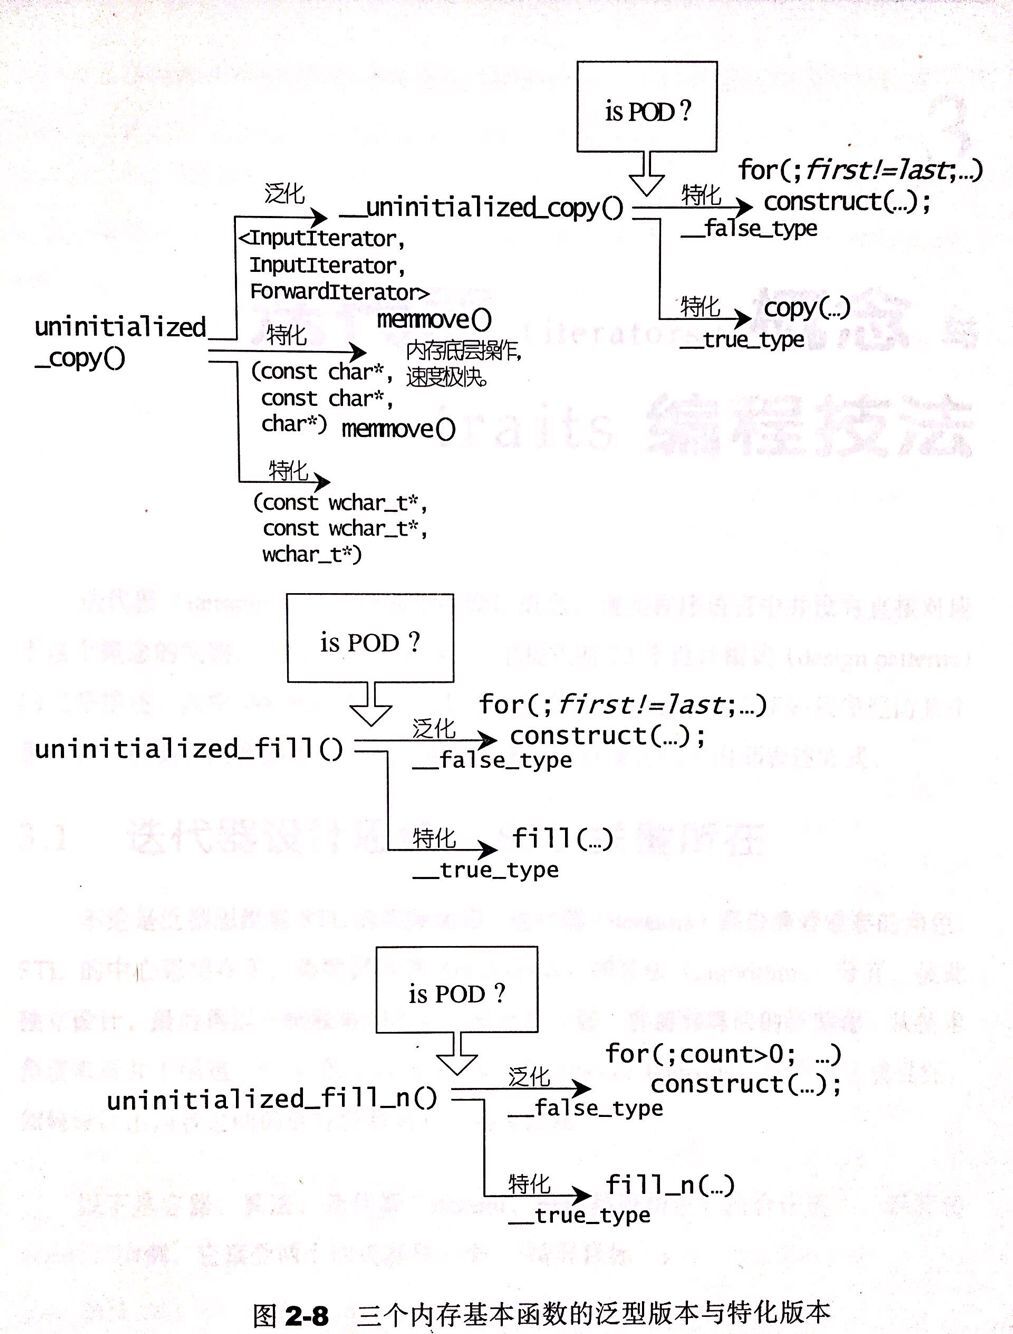 is POD ?
for(;first!=last;…)
泛化
特化
__uninitialized_copy()
construct(…);
__false_type
<InputIterator,
InputIterator,
ForwardIterator>
特化
copy(…)
__true_type
memmove()
uninitialized
_copy()
特化
内存底层操作,
速度极快。
(const char*,
const char*,
char*)
memmove()
特化
(const wchar_t*,
const wchar_t*,
wchar_t*)
is POD ?
for(;first!=last;…)
uninitialized_fill()
泛化
construct(…);
__false_type
特化
fill(…)
__true_type
is POD ?
for(;count>0; …)
泛化
construct(…);
uninitialized_fill_n()
__false_type
特化
fill_n(…)
__true_type
图 2-8 三个内存基本函数的泛型版本与特化版本